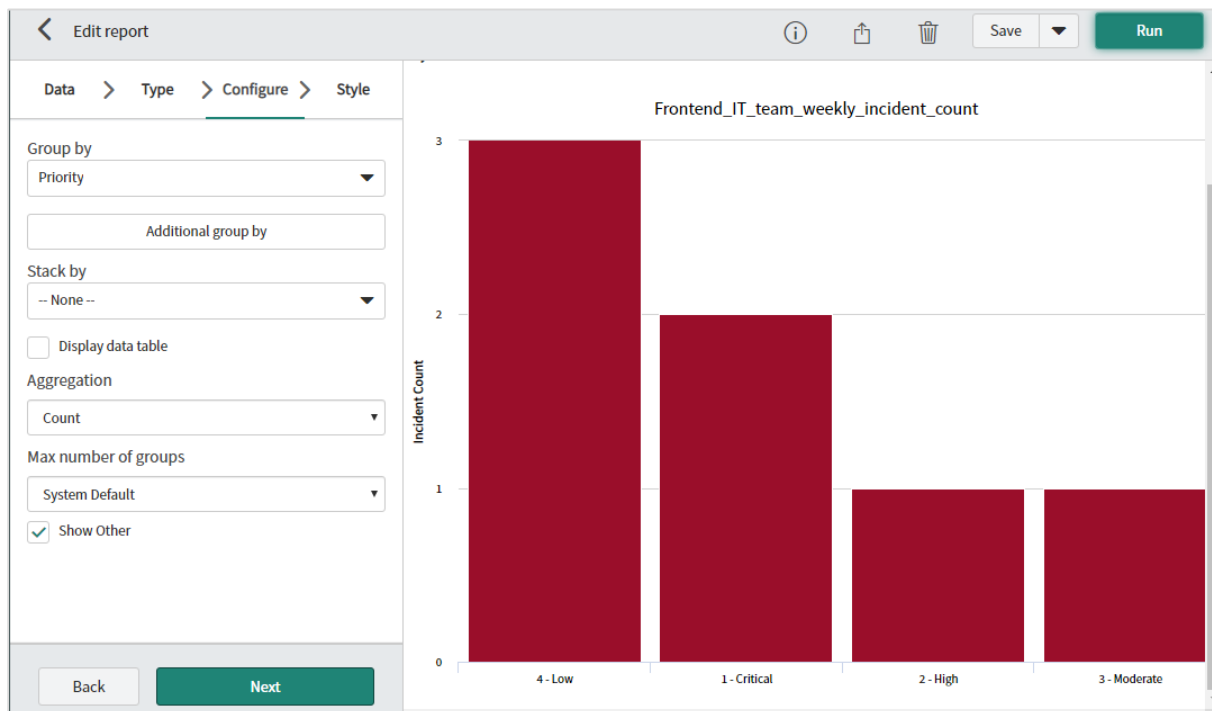 Edit report
Save
Run
Data
Type
Configure
Style
Group by
Priority
Additional group by
Stack by
-- None --
Display data table
Aggregation
Count
Max number of groups
System Default
Show Other
Back
Next
Frontend_IT_team_weekly_incident_count
Incident Count
3
2
1
0
4 - Low
1 - Critical
2 - High
3 - Moderate